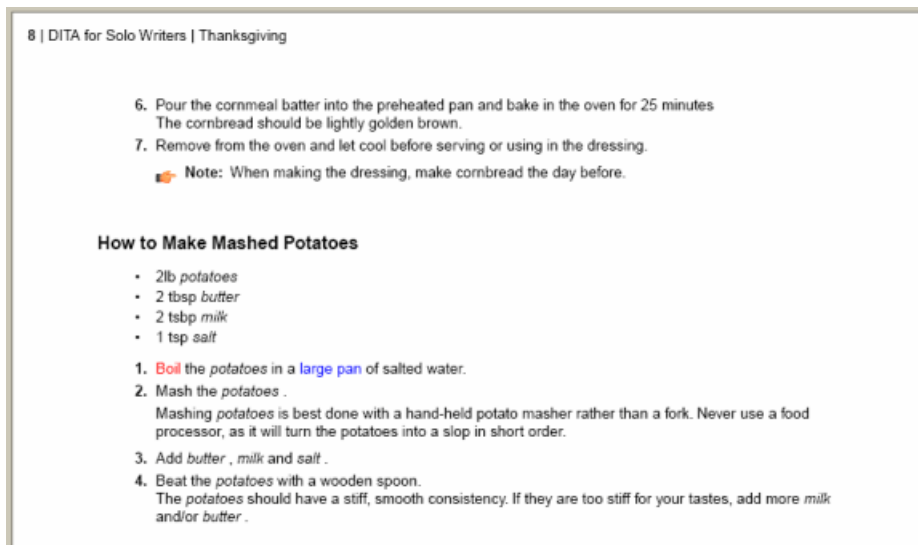 8 | DITA for Solo Writers | Thanksgiving
6. Pour the cornmeal batter into the preheated pan and bake in the oven for 25 minutes
The cornbread should be lightly golden brown.
7. Remove from the oven and let cool before serving or using in the dressing.
Note: When making the dressing, make cornbread the day before.
How to Make Mashed Potatoes
• 2lb potatoes
• 2 tbsp butter
• 2 tsbp milk
• 1 tsp salt
1. Boil the potatoes in a large pan of salted water.
2. Mash the potatoes .
Mashing potatoes is best done with a hand-held potato masher rather than a fork. Never use a food
processor, as it will turn the potatoes into a slop in short order.
3. Add butter , milk and salt .
4. Beat the potatoes with a wooden spoon.
The potatoes should have a stiff, smooth consistency. If they are too stiff for your tastes, add more milk
and/or butter .